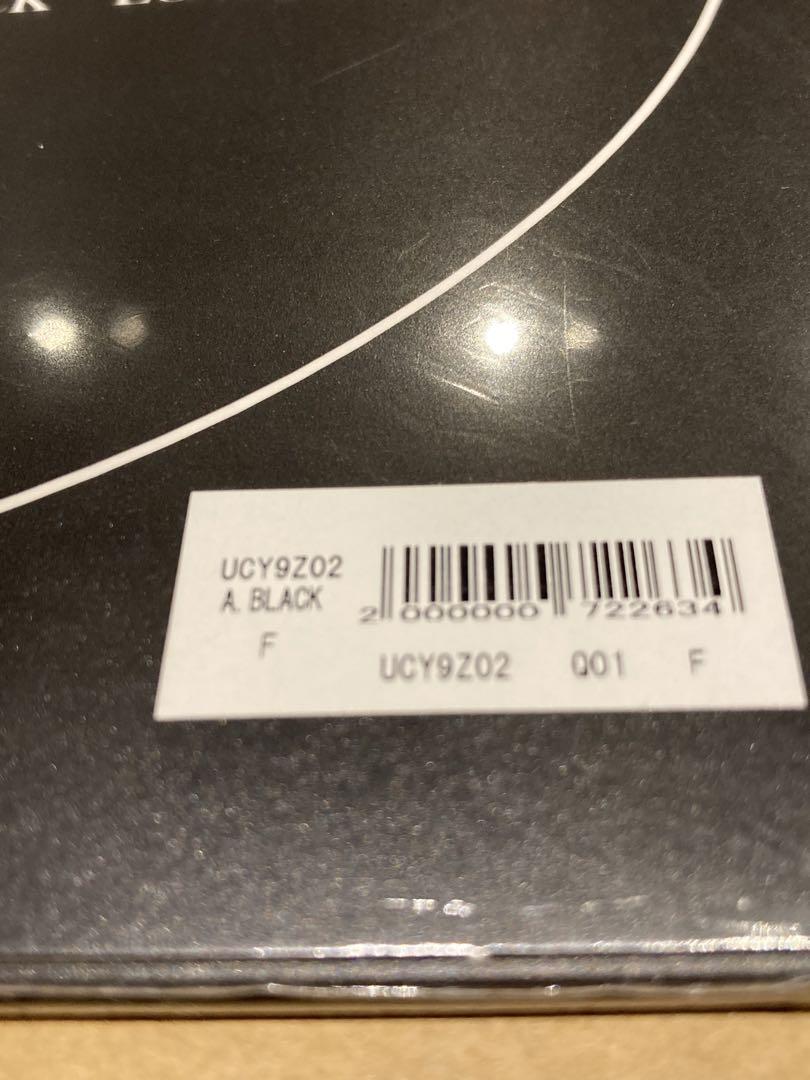 UCY9Z02
A. BLACK
F
2 000000 722634
UCY9Z02 Q01 F